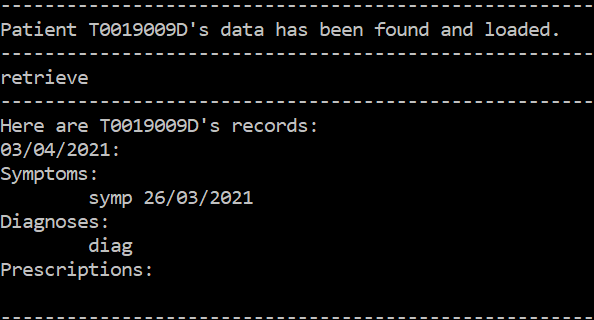 ------------------------------------------------------
Patient T0019009D's data has been found and loaded.
------------------------------------------------------
retrieve
------------------------------------------------------
Here are T0019009D's records:
03/04/2021:
Symptoms:
        symp 26/03/2021
Diagnoses:
        diag
Prescriptions:

------------------------------------------------------